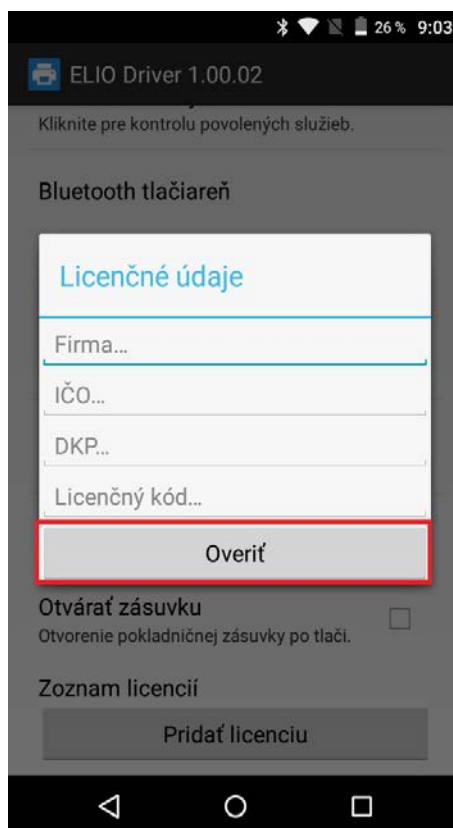 26 % 9:03
ELIO Driver 1.00.02
Kliknite pre kontrolu povolených služieb.
Bluetooth tlačiareň
Licenčné údaje
Firma...
IČO...
DKP...
Licenčný kód...
Overiť
Otvárať zásuvku
Otvorenie pokladničnej zásuvky po tlači.
Zoznam licencií
Pridať licenciu